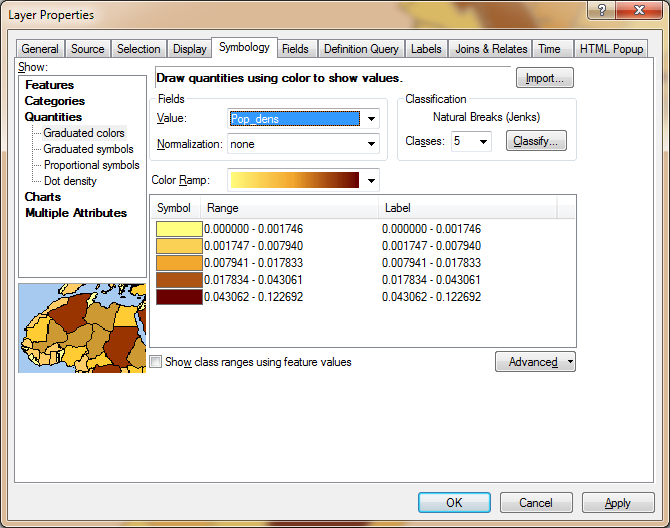 Layer Properties
General Source Selection Display Symbology Fields Definition Query Labels Joins & Relates Time HTML Popup
Show:
Features
Categories
Quantities
Graduated colors
Graduated symbols
Proportional symbols
Dot density
Charts
Multiple Attributes
Draw quantities using color to show values.
Import...
Fields
Value: Pop_dens
Normalization: none
Classification
Natural Breaks (Jenks)
Classes: 5 Classify...
Color Ramp:
Symbol Range Label
0.000000 - 0.001746 0.000000 - 0.001746
0.001747 - 0.007940 0.001747 - 0.007940
0.007941 - 0.017833 0.007941 - 0.017833
0.017834 - 0.043061 0.017834 - 0.043061
0.043062 - 0.122692 0.043062 - 0.122692
Show class ranges using feature values
Advanced
OK Cancel Apply